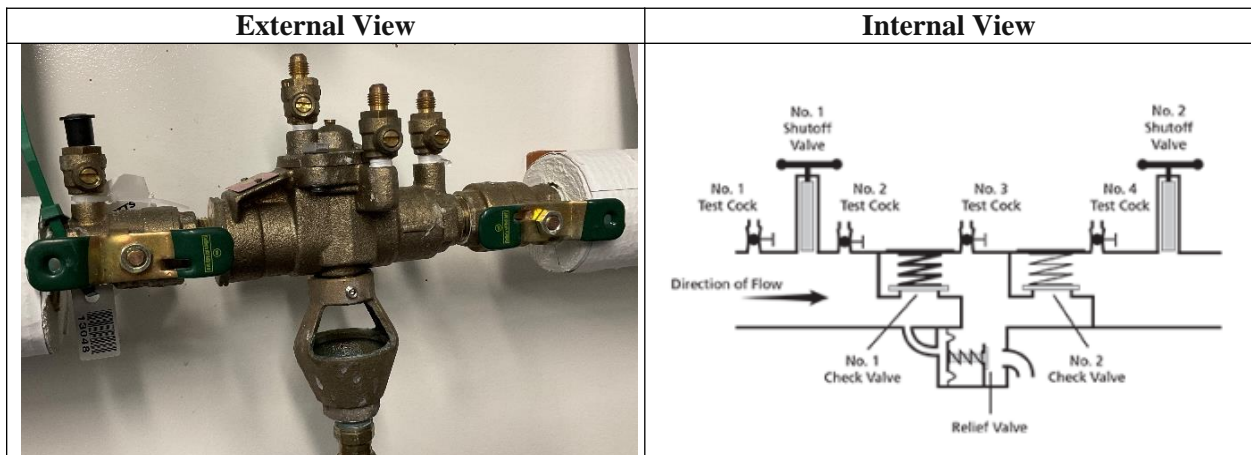 External View
Internal View
13048
No. 1
Shutoff
Valve
No. 2
Shutoff
Valve
No. 1
Test Cock
No. 2
Test Cock
No. 3
Test Cock
No. 4
Test Cock
Direction of Flow
No. 1
Check Valve
No. 2
Check Valve
Relief Valve